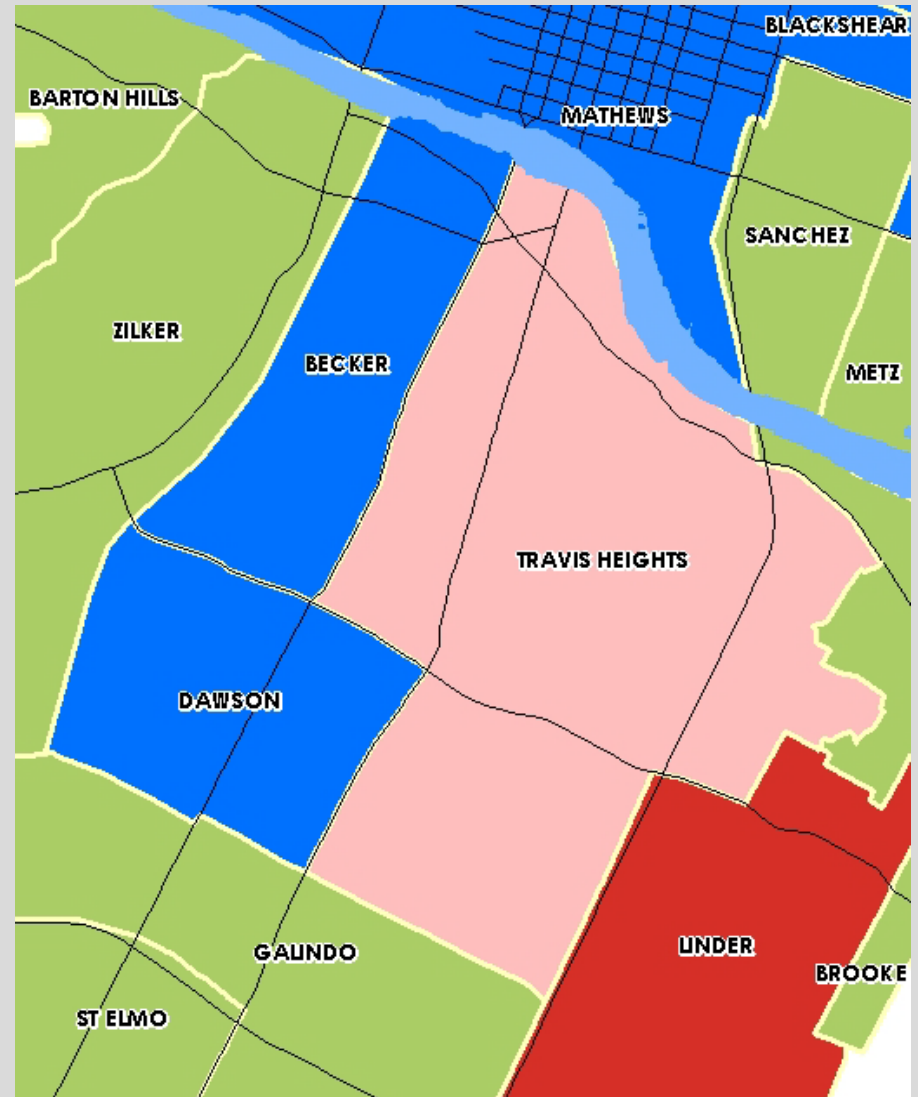 BLACKSHEAR
BARTON HILLS
MATHEWS
SANCHEZ
ZILKER
BECKER
METZ
TRAVIS HEIGHTS
DAWSON
GALINDO
LINDER
BROOKE
ST ELMO